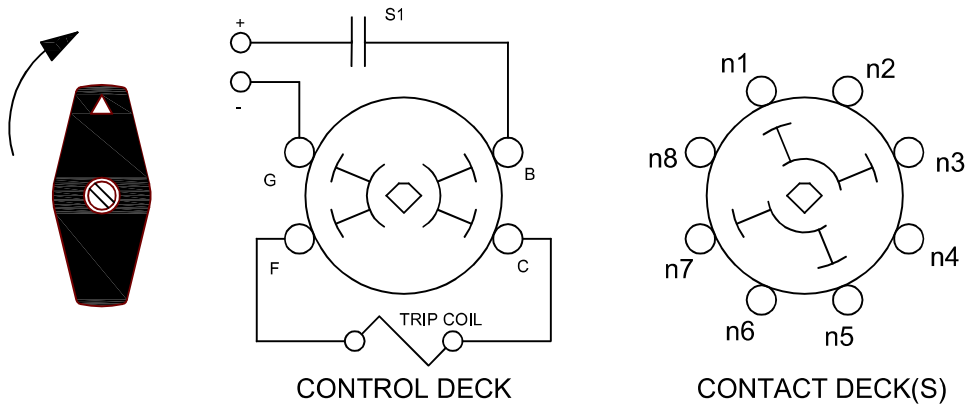 S1
+
-
G
B
F
C
TRIP COIL
CONTROL DECK
n1
n2
n8
n3
n7
n4
n6
n5
CONTACT DECK(S)